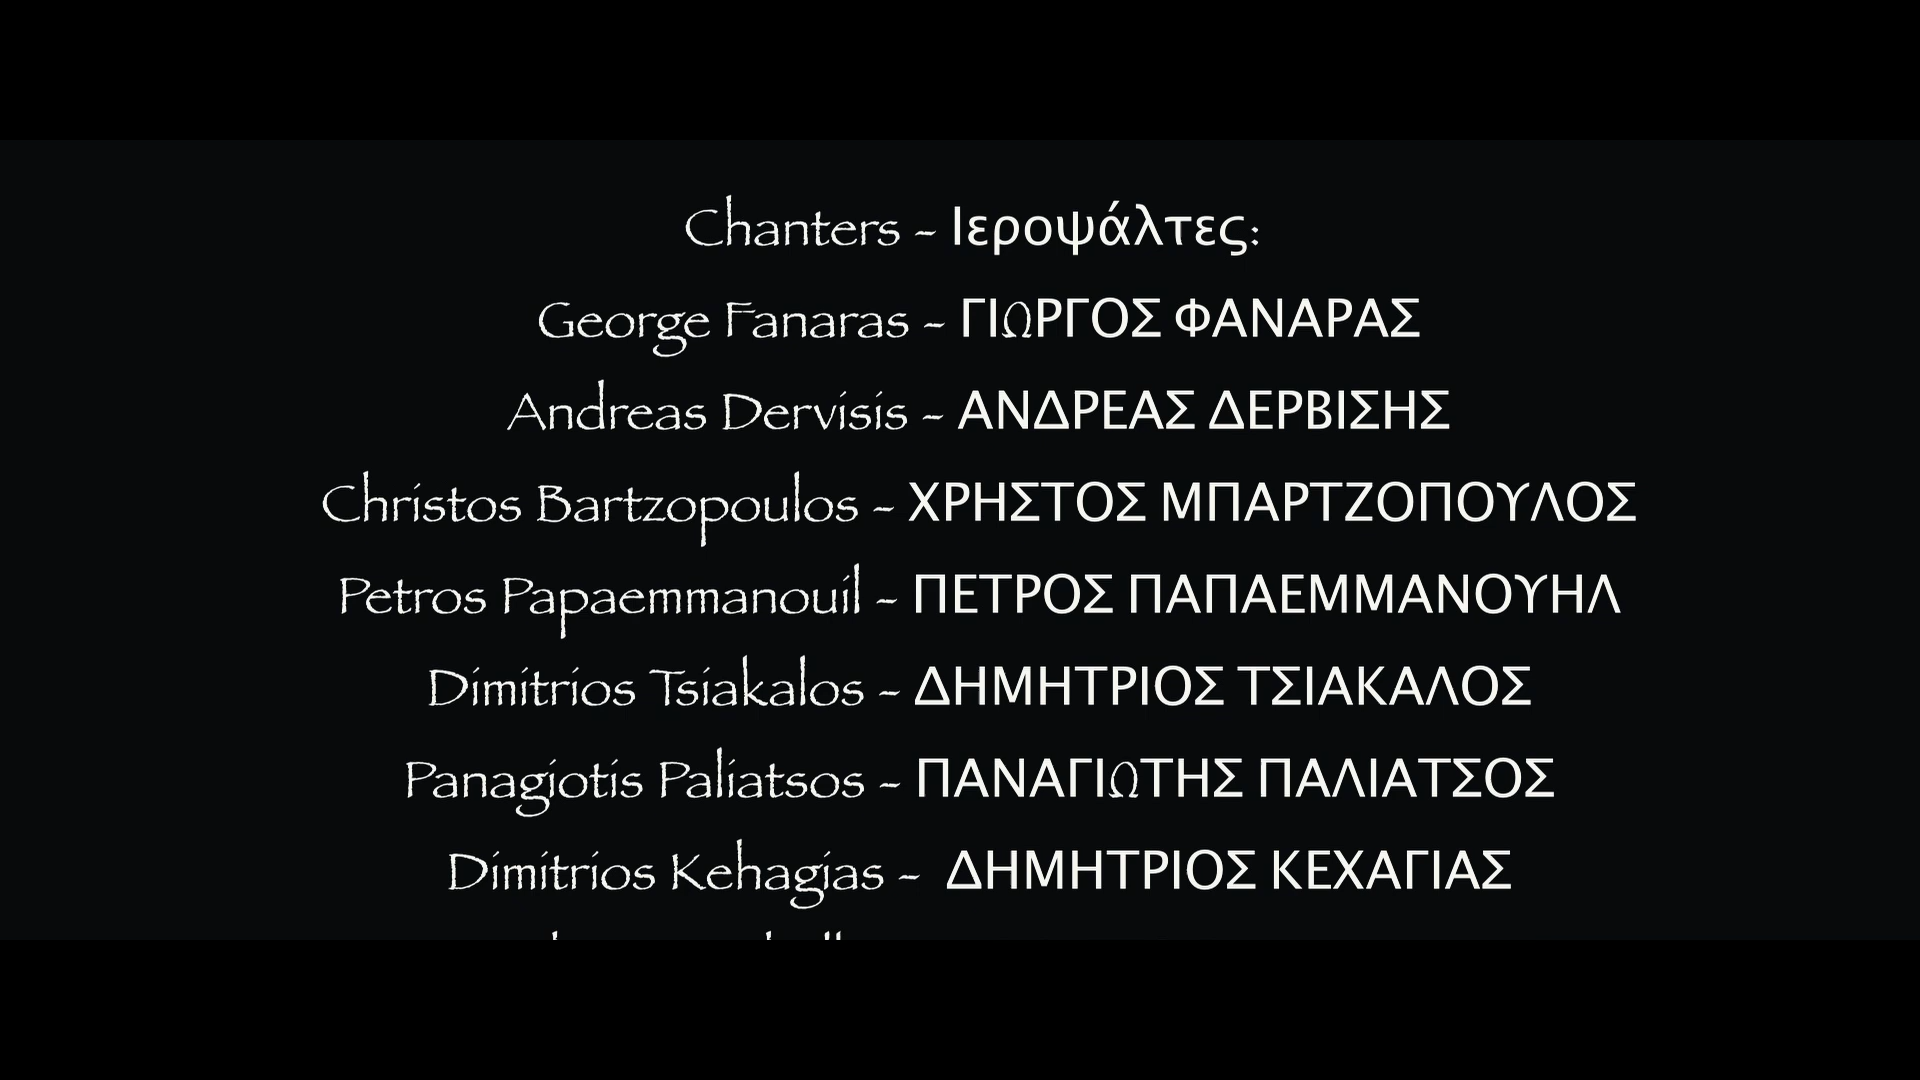 Chanters - Ιεροψάλτες:
George Fanaras - ΓΙΩΡΓΟΣ ΦΑΝΑΡΑΣ
Andreas Dervisis - ΑΝΔΡΕΑΣ ΔΕΡΒΙΣΗΣ
Christos Bartzopoulos - ΧΡΗΣΤΟΣ ΜΠΑΡΤΖΟΠΟΥΛΟΣ
Petros Papaemmanouil - ΠΕΤΡΟΣ ΠΑΠΑΕΜΜΑΝΟΥΗΛ
Dimitrios Tsiakalos - ΔΗΜΗΤΡΙΟΣ ΤΣΙΑΚΑΛΟΣ
Panagiotis Paliatsos - ΠΑΝΑΓΙΩΤΗΣ ΠΑΛΙΑΤΣΟΣ
Dimitrios Kehagias - ΔΗΜΗΤΡΙΟΣ ΚΕΧΑΓΙΑΣ